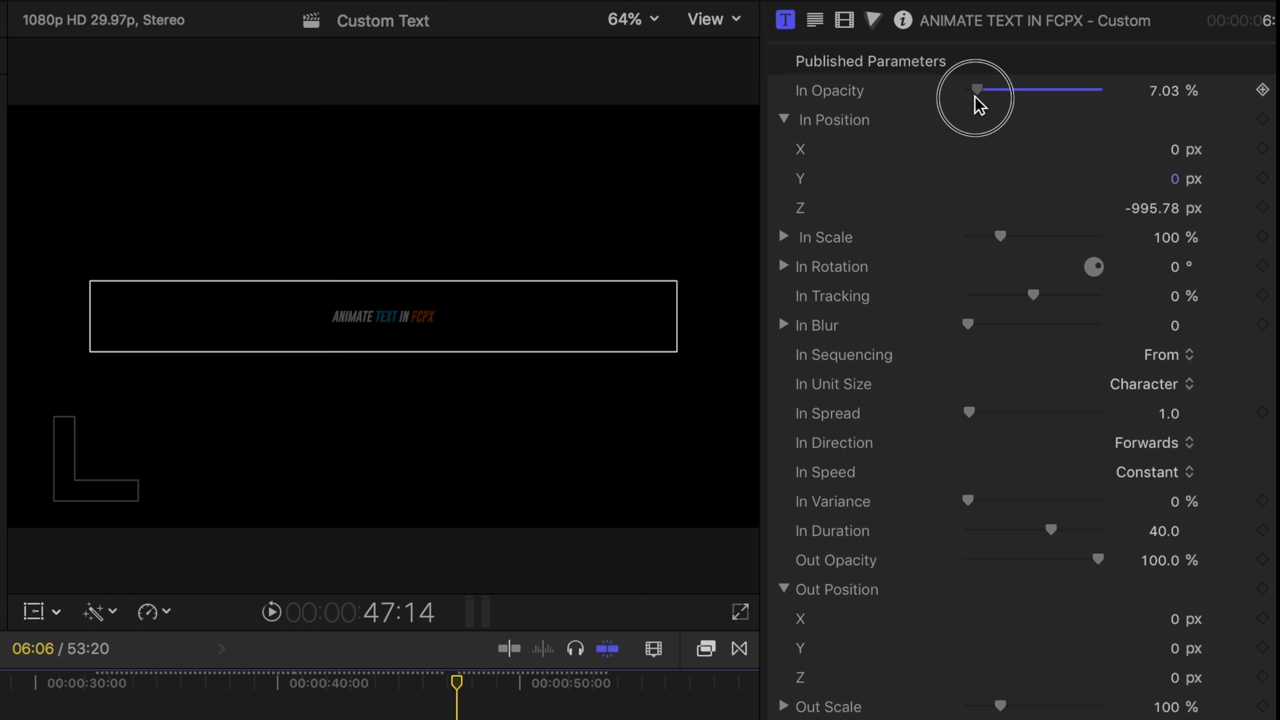 1080p HD 29.97p, Stereo
Custom Text
64%
View
T
ANIMATE TEXT IN FCPX - Custom
00:00:06:
Published Parameters
In Opacity 7.03 %
In Position
X 0 px
Y 0 px
Z -995.78 px
In Scale 100 %
In Rotation 0 °
In Tracking 0 %
In Blur 0
In Sequencing From
In Unit Size Character
In Spread 1.0
In Direction Forwards
In Speed Constant
In Variance 0 %
In Duration 40.0
Out Opacity 100.0 %
Out Position
X 0 px
Y 0 px
Z 0 px
Out Scale 100 %
ANIMATE TEXT IN FCPX
00:00:47:14
06:06 / 53:20
00:00:30:00
00:00:40:00
00:00:50:00